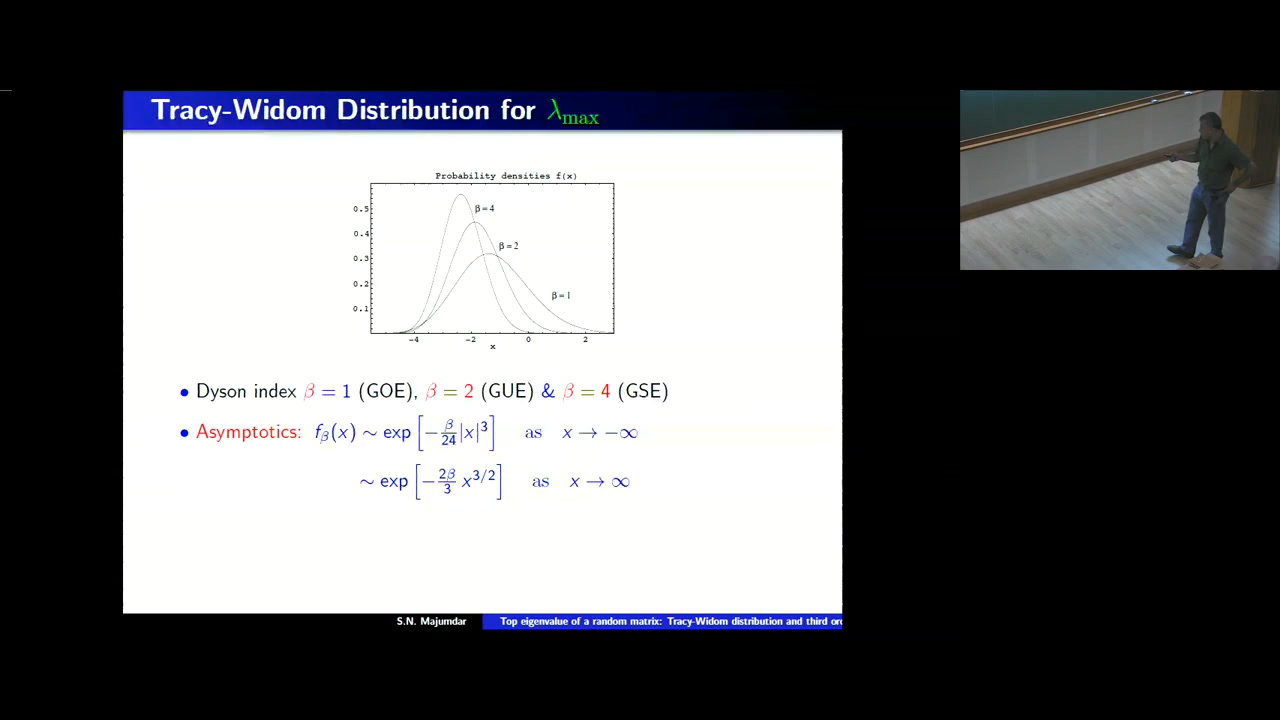 Tracy-Widom Distribution for λmax
Probability densities f(x)
0.5
0.4
0.3
0.2
0.1
β = 4
β = 2
β = 1
-4 -2 0 2
x
• Dyson index β = 1 (GOE), β = 2 (GUE) & β = 4 (GSE)
• Asymptotics: fβ(x) ~ exp [−β/24 |x|^3] as x → −∞
~ exp [−2β/3 x^3/2] as x → ∞
S.N. Majumdar Top eigenvalue of a random matrix: Tracy-Widom distribution and third ord